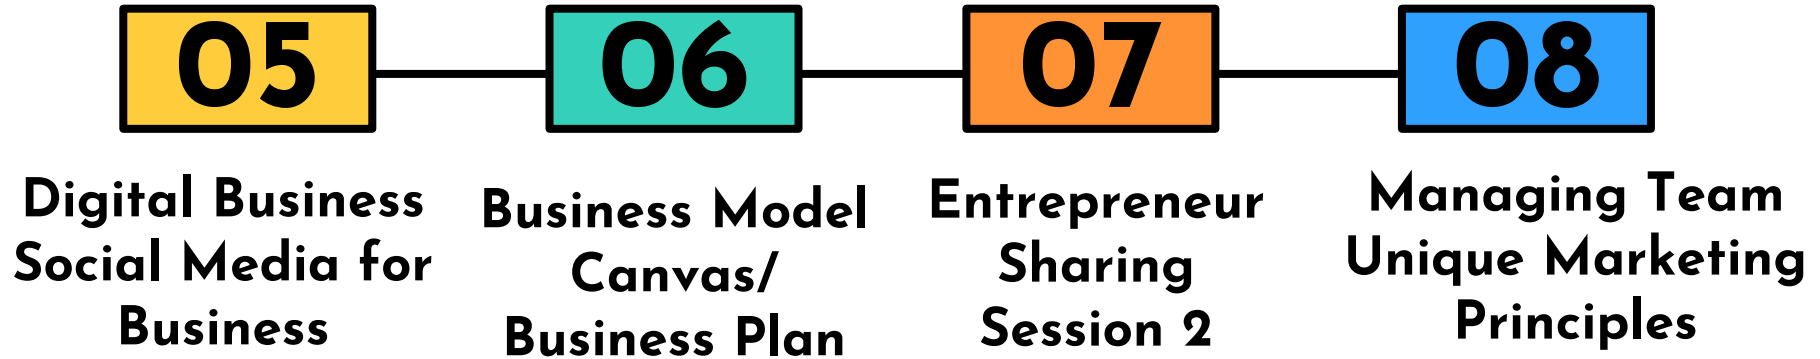 05
Digital Business
Social Media for
Business
06
Business Model
Canvas/
Business Plan
07
Entrepreneur
Sharing
Session 2
08
Managing Team
Unique Marketing
Principles